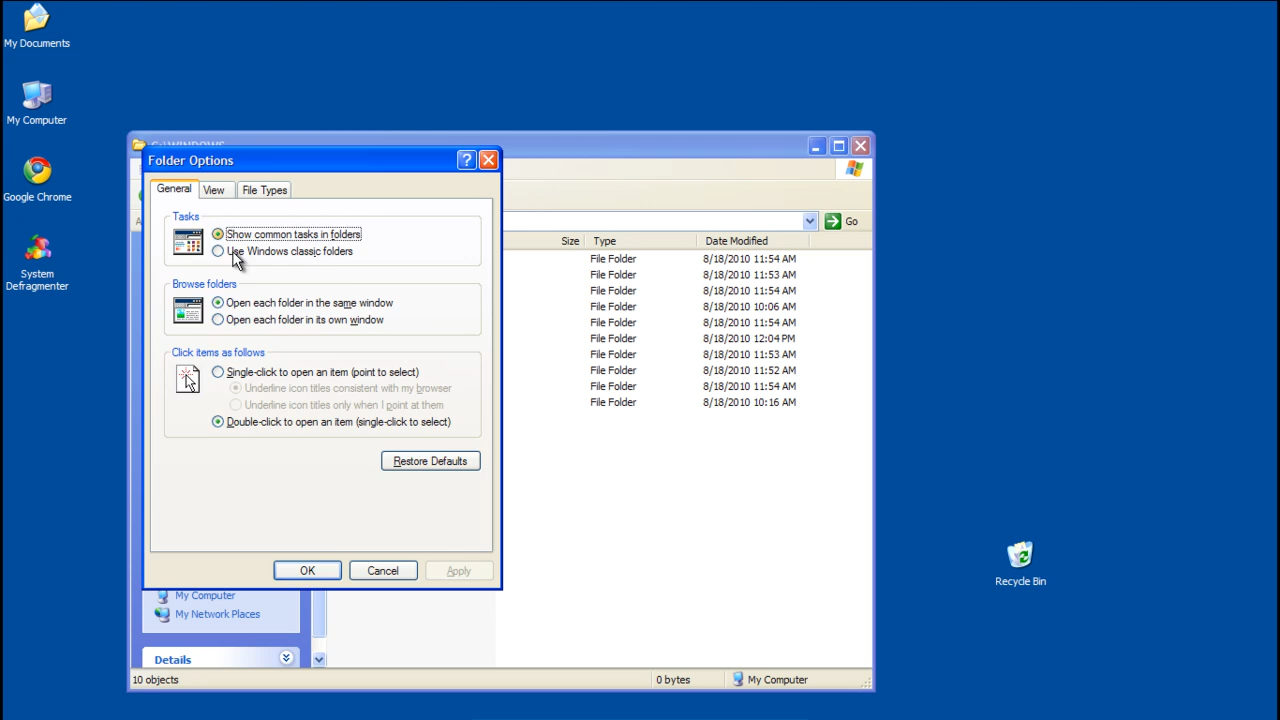 My Documents
My Computer
Google Chrome
System
Defragmenter
C:\WINDOWS
Folder Options
General View File Types
Tasks
Show common tasks in folders
Use Windows classic folders
Browse folders
Open each folder in the same window
Open each folder in its own window
Click items as follows
Single-click to open an item (point to select)
Underline icon titles consistent with my browser
Underline icon titles only when I point at them
Double-click to open an item (single-click to select)
Restore Defaults
OK Cancel Apply
Go
Size Type Date Modified
File Folder 8/18/2010 11:54 AM
File Folder 8/18/2010 11:53 AM
File Folder 8/18/2010 11:54 AM
File Folder 8/18/2010 10:06 AM
File Folder 8/18/2010 11:54 AM
File Folder 8/18/2010 12:04 PM
File Folder 8/18/2010 11:53 AM
File Folder 8/18/2010 11:52 AM
File Folder 8/18/2010 11:54 AM
File Folder 8/18/2010 10:16 AM
My Computer
My Network Places
Details
10 objects 0 bytes My Computer
Recycle Bin